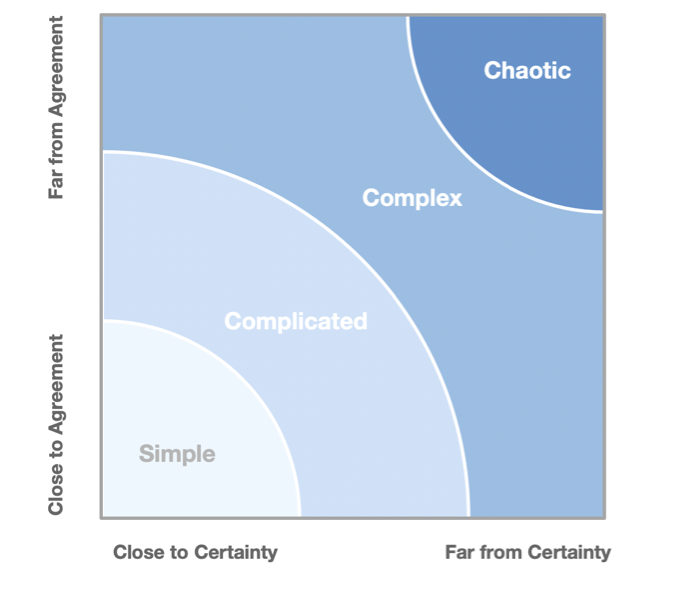 Far from Agreement
Chaotic
Complex
Complicated
Close to Agreement
Simple
Close to Certainty
Far from Certainty